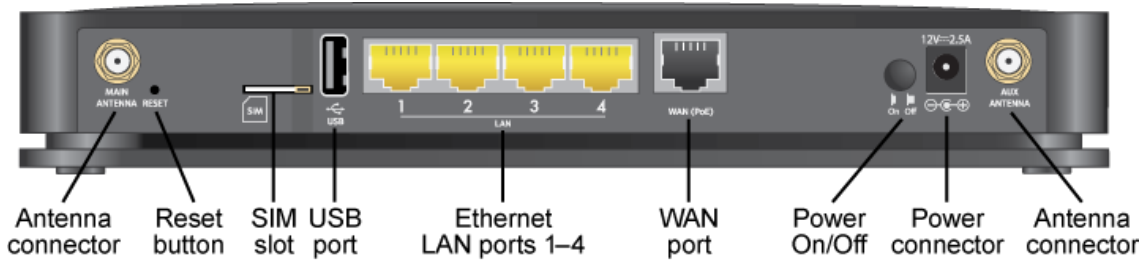 12V⎓2.5A
MAIN
ANTENNA
RESET
SIM
USB
1 2 3 4
LAN
WAN (PoE)
On Off
AUX
ANTENNA
Antenna
connector
Reset
button
SIM
slot
USB
port
Ethernet
LAN ports 1–4
WAN
port
Power
On/Off
Power
connector
Antenna
connector